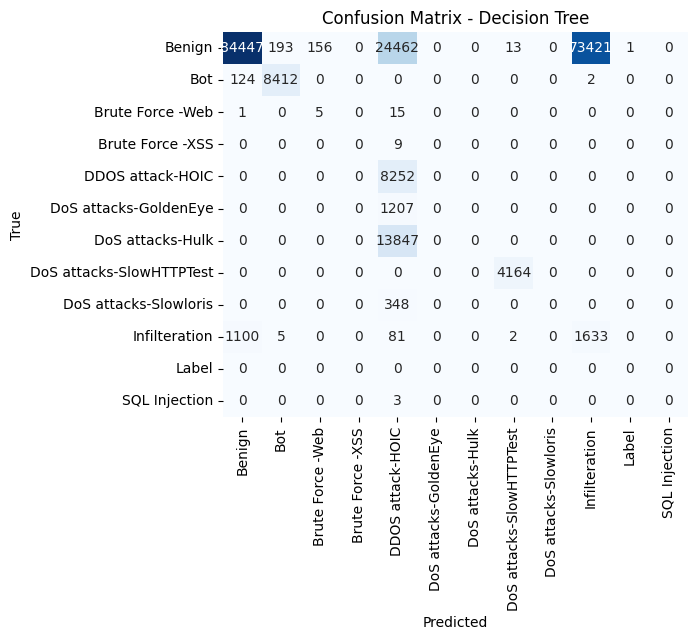 Confusion Matrix - Decision Tree
Benign 34447 193 156 0 24462 0 0 13 0 73421 1 0
Bot 124 8412 0 0 0 0 0 0 0 2 0 0
Brute Force -Web 1 0 5 0 15 0 0 0 0 0 0 0
Brute Force -XSS 0 0 0 0 9 0 0 0 0 0 0 0
DDOS attack-HOIC 0 0 0 0 8252 0 0 0 0 0 0 0
DoS attacks-GoldenEye 0 0 0 0 1207 0 0 0 0 0 0 0
DoS attacks-Hulk 0 0 0 0 13847 0 0 0 0 0 0 0
DoS attacks-SlowHTTPTest 0 0 0 0 0 0 0 4164 0 0 0 0
DoS attacks-Slowloris 0 0 0 0 348 0 0 0 0 0 0 0
Infilteration 1100 5 0 0 81 0 0 2 0 1633 0 0
Label 0 0 0 0 0 0 0 0 0 0 0 0
SQL Injection 0 0 0 0 3 0 0 0 0 0 0 0
True
Benign
Bot
Brute Force -Web
Brute Force -XSS
DDOS attack-HOIC
DoS attacks-GoldenEye
DoS attacks-Hulk
DoS attacks-SlowHTTPTest
DoS attacks-Slowloris
Infilteration
Label
SQL Injection
Predicted